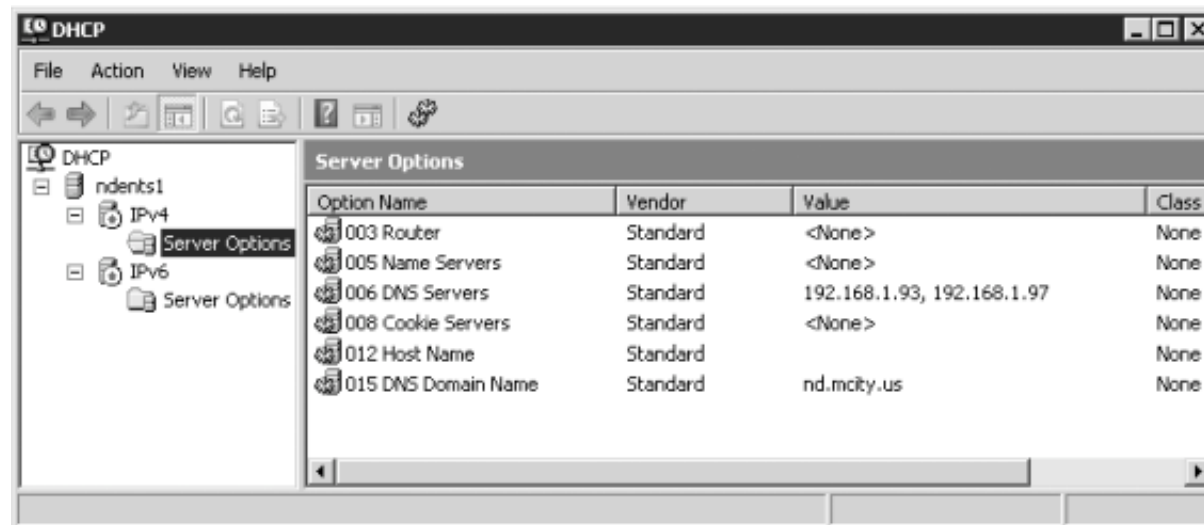 DHCP
File Action View Help
DHCP
ndents1
IPv4
Server Options
IPv6
Server Options
Server Options
Option Name Vendor Value Class
003 Router Standard <None> None
005 Name Servers Standard <None> None
006 DNS Servers Standard 192.168.1.93, 192.168.1.97 None
008 Cookie Servers Standard <None> None
012 Host Name Standard None
015 DNS Domain Name Standard nd.mcity.us None